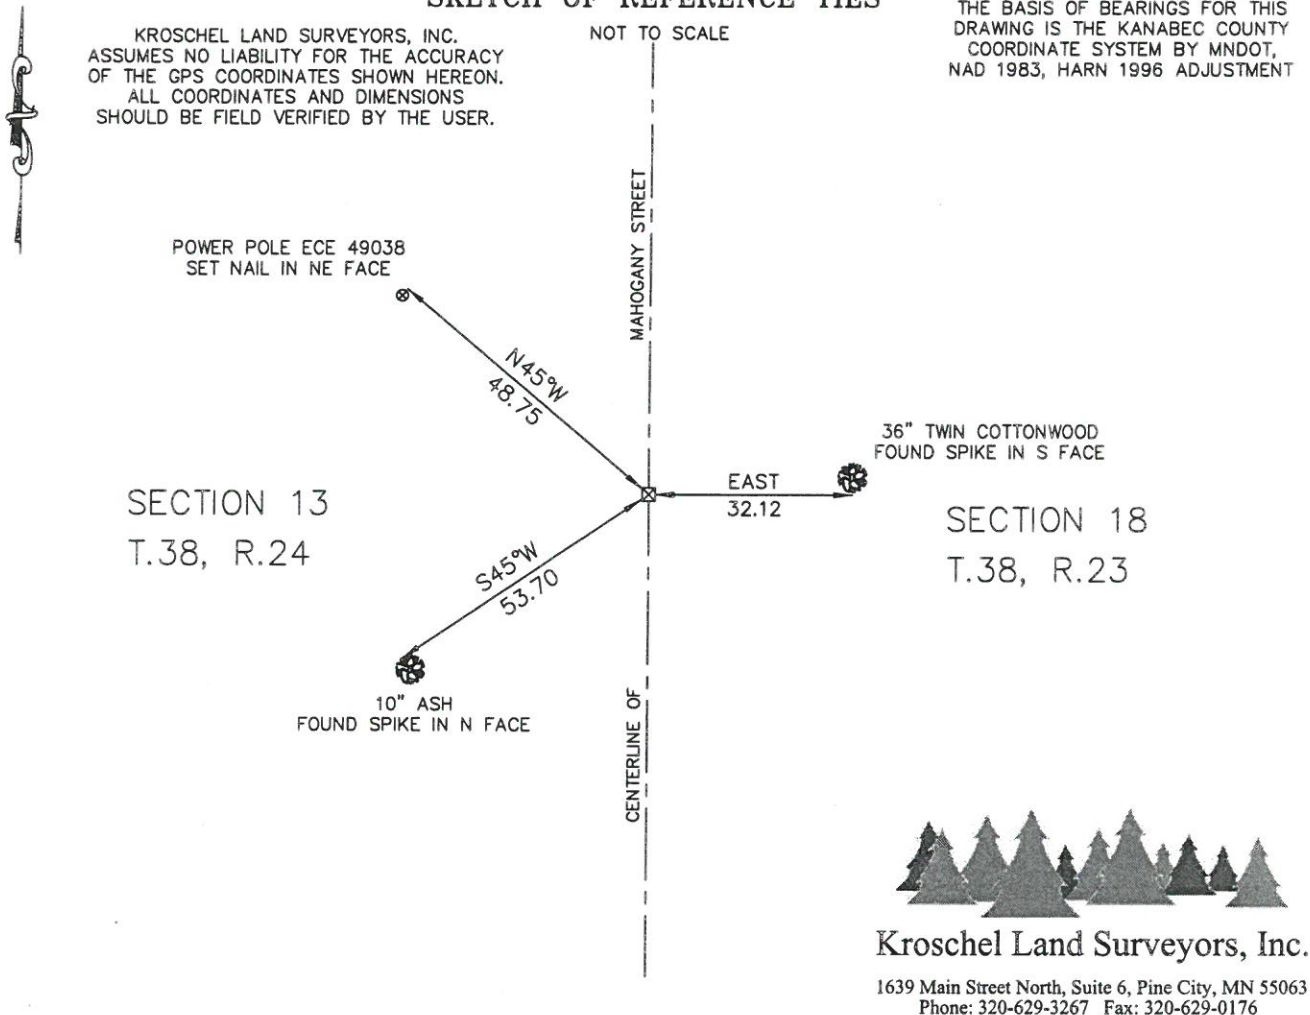 SKETCH OF REFERENCE TIES
NOT TO SCALE
KROSCHEL LAND SURVEYORS, INC.
ASSUMES NO LIABILITY FOR THE ACCURACY
OF THE GPS COORDINATES SHOWN HEREON.
ALL COORDINATES AND DIMENSIONS
SHOULD BE FIELD VERIFIED BY THE USER.
THE BASIS OF BEARINGS FOR THIS
DRAWING IS THE KANABEC COUNTY
COORDINATE SYSTEM BY MNDOT,
NAD 1983, HARN 1996 ADJUSTMENT
MAHOGANY STREET
POWER POLE ECE 49038
SET NAIL IN NE FACE
N45°W
48.75
36" TWIN COTTONWOOD
FOUND SPIKE IN S FACE
EAST
32.12
SECTION 13
T.38, R.24
SECTION 18
T.38, R.23
S45°W
53.70
10" ASH
FOUND SPIKE IN N FACE
CENTERLINE OF
Kroschel Land Surveyors, Inc.
1639 Main Street North, Suite 6, Pine City, MN 55063
Phone: 320-629-3267 Fax: 320-629-0176